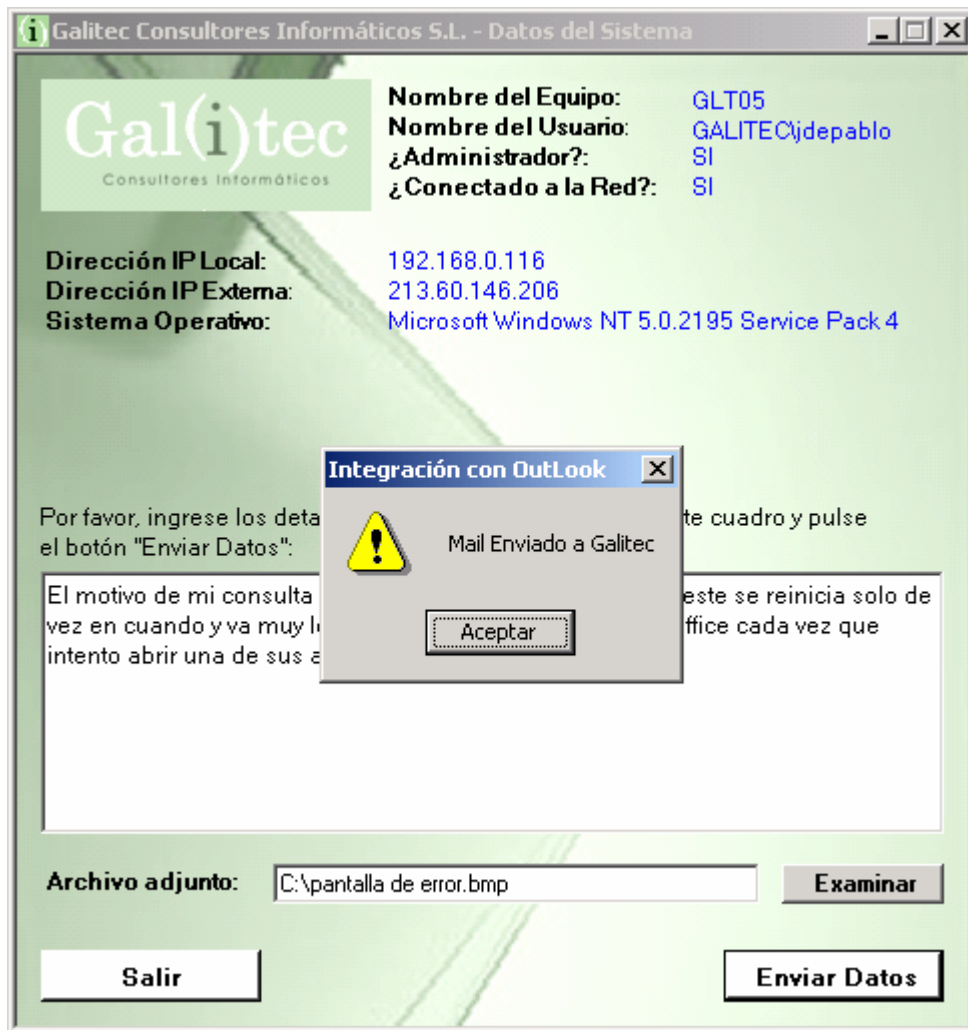 Galitec Consultores Informáticos S.L. - Datos del Sistema
Gal(i)tec
Consultores Informáticos
Nombre del Equipo: GLT05
Nombre del Usuario: GALITEC\jdepablo
¿Administrador?: SI
¿Conectado a la Red?: SI
Dirección IP Local: 192.168.0.116
Dirección IP Externa: 213.60.146.206
Sistema Operativo: Microsoft Windows NT 5.0.2195 Service Pack 4
Integración con OutLook
Mail Enviado a Galitec
Aceptar
Por favor, ingrese los te cuadro y pulse
el botón "Enviar Datos":
El motivo de mi consulta este se reinicia solo de
vez en cuando y va muy cada vez que
intento abrir una de sus
Archivo adjunto: C:\pantalla de error.bmp Examinar
Salir Enviar Datos